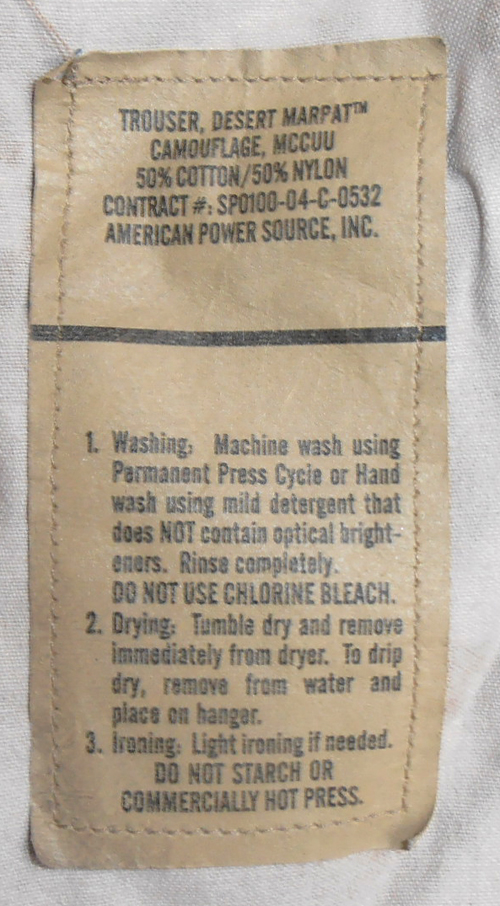 TROUSER, DESERT MARPAT™
CAMOUFLAGE, MCCUU
50% COTTON/50% NYLON
CONTRACT #: SP0100-04-C-0532
AMERICAN POWER SOURCE, INC.
1. Washing: Machine wash using
Permanent Press Cycle or Hand
wash using mild detergent that
does NOT contain optical bright-
eners. Rinse completely.
DO NOT USE CHLORINE BLEACH.
2. Drying: Tumble dry and remove
immediately from dryer. To drip
dry, remove from water and
place on hanger.
3. Ironing: Light ironing if needed.
DO NOT STARCH OR
COMMERCIALLY HOT PRESS.